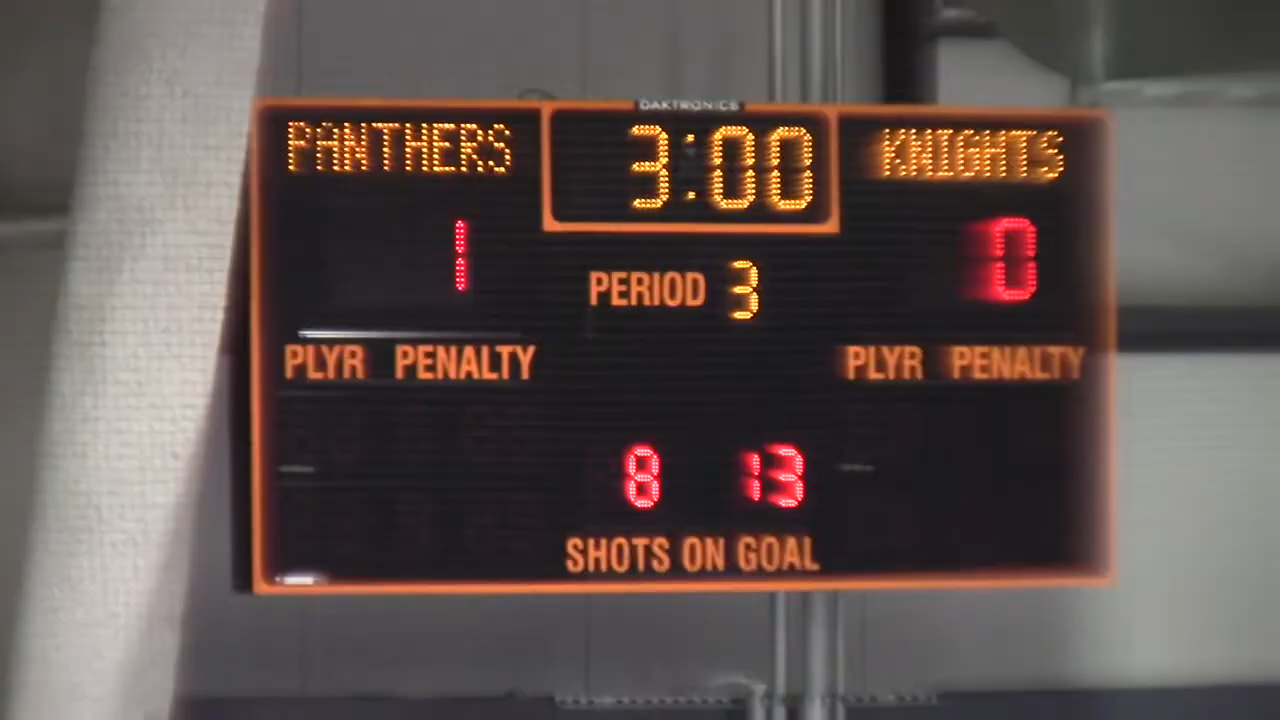 DAKTRONICS
PANTHERS 3:00 KNIGHTS
1 PERIOD 3 0
PLYR PENALTY PLYR PENALTY
8 13
SHOTS ON GOAL